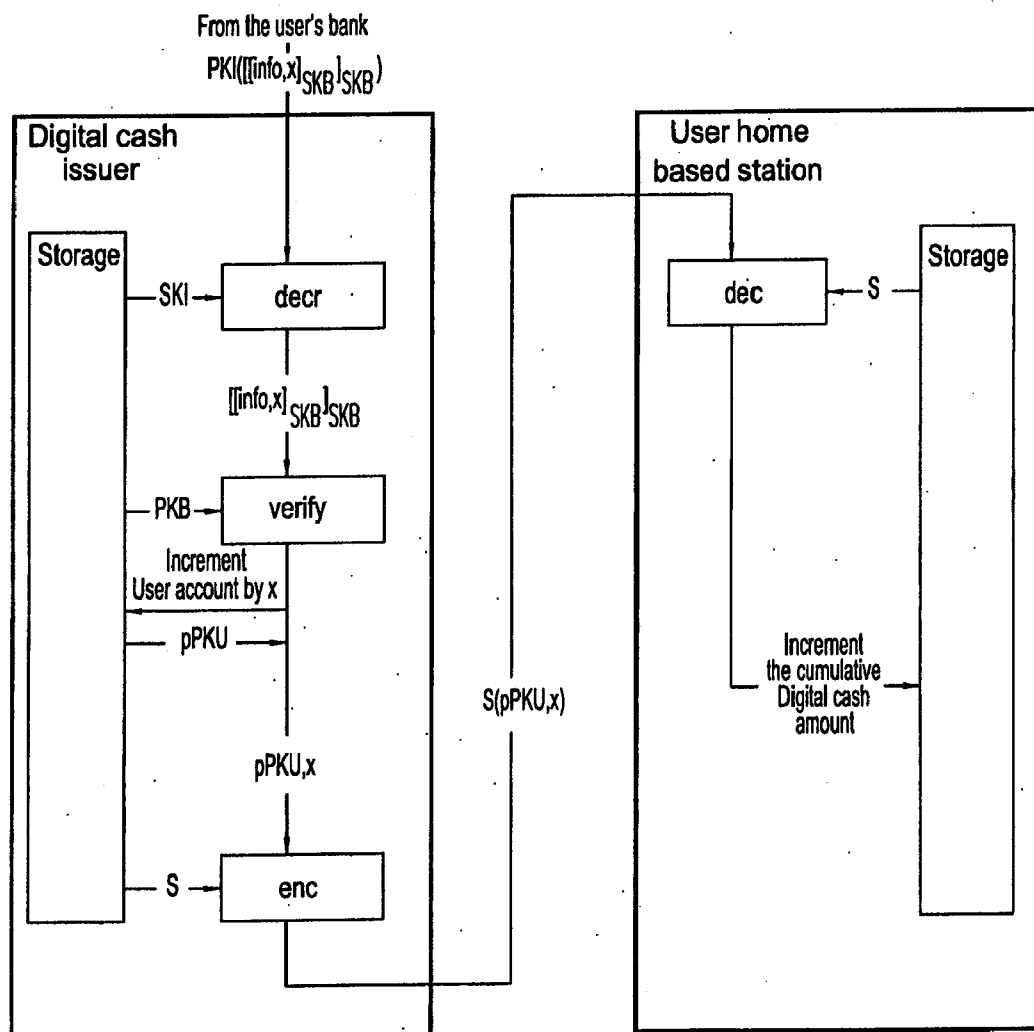 From the user's bank
PKI([[info,x]SKB]SKB)
Digital cash
issuer
Storage
SKI
decr
[[info,x]SKB]SKB
PKB
verify
Increment
User account by x
pPKU
pPKU,x
S
enc
S(pPKU,x)
User home
based station
dec
S
Storage
Increment
the cumulative
Digital cash
amount